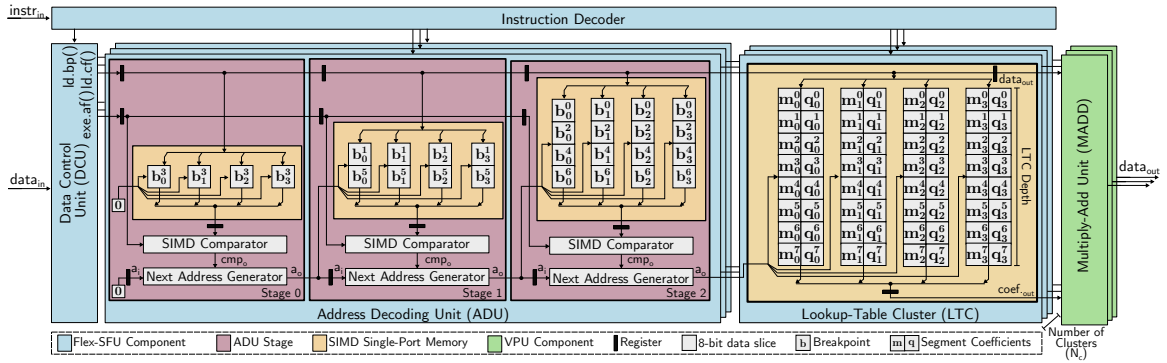 instr_in
Instruction Decoder
data_in
Data Control
Unit (DCU)
ld.bp()
ld.cf()
exe.af()
0
b_0^3 b_1^3 b_2^3 b_3^3
SIMD Comparator
cmp_o
0
a_i
Next Address Generator
a_o
Stage 0
b_0^1 b_1^1 b_2^1 b_3^1
b_0^5 b_1^5 b_2^5 b_3^5
SIMD Comparator
cmp_o
a_i
Next Address Generator
a_o
Stage 1
b_0^0 b_1^0 b_2^0 b_3^0
b_0^2 b_1^2 b_2^2 b_3^2
b_0^4 b_1^4 b_2^4 b_3^4
b_0^6 b_1^6 b_2^6 b_3^6
SIMD Comparator
cmp_o
a_i
Next Address Generator
a_o
Stage 2
Address Decoding Unit (ADU)
data_out
m_0^0 q_0^0 m_1^0 q_1^0 m_2^0 q_2^0 m_3^0 q_3^0
m_0^1 q_0^1 m_1^1 q_1^1 m_2^1 q_2^1 m_3^1 q_3^1
m_0^2 q_0^2 m_1^2 q_1^2 m_2^2 q_2^2 m_3^2 q_3^2
m_0^3 q_0^3 m_1^3 q_1^3 m_2^3 q_2^3 m_3^3 q_3^3
m_0^4 q_0^4 m_1^4 q_1^4 m_2^4 q_2^4 m_3^4 q_3^4
m_0^5 q_0^5 m_1^5 q_1^5 m_2^5 q_2^5 m_3^5 q_3^5
m_0^6 q_0^6 m_1^6 q_1^6 m_2^6 q_2^6 m_3^6 q_3^6
m_0^7 q_0^7 m_1^7 q_1^7 m_2^7 q_2^7 m_3^7 q_3^7
LTC Depth
coef._out
Lookup-Table Cluster (LTC)
Multiply-Add Unit (MADD)
data_out
Number of
Clusters
(N_c)
Flex-SFU Component
ADU Stage
SIMD Single-Port Memory
VPU Component
Register
8-bit data slice
b Breakpoint
m q Segment Coefficients